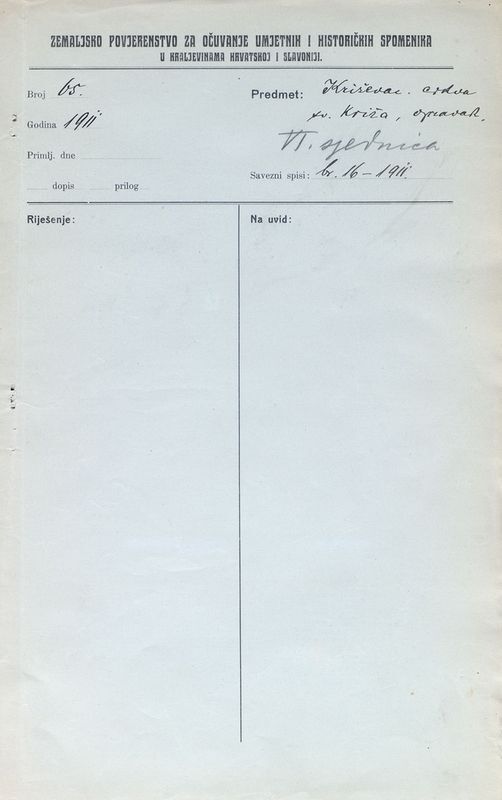 ZEMALJSKO POVJERENSTVO ZA OČUVANJE UMJETNIH I HISTORIČKIH SPOMENIKA
U KRALJEVINAMA HRVATSKOJ I SLAVONIJI.
Broj 65.
Godina 1911
Primlj. dne
dopis prilog
Predmet: Križevac. crkva
sv. Križa, opravak.
VI. sjednica
Savezni spisi: br. 16 – 1911.
Riješenje:
Na uvid: